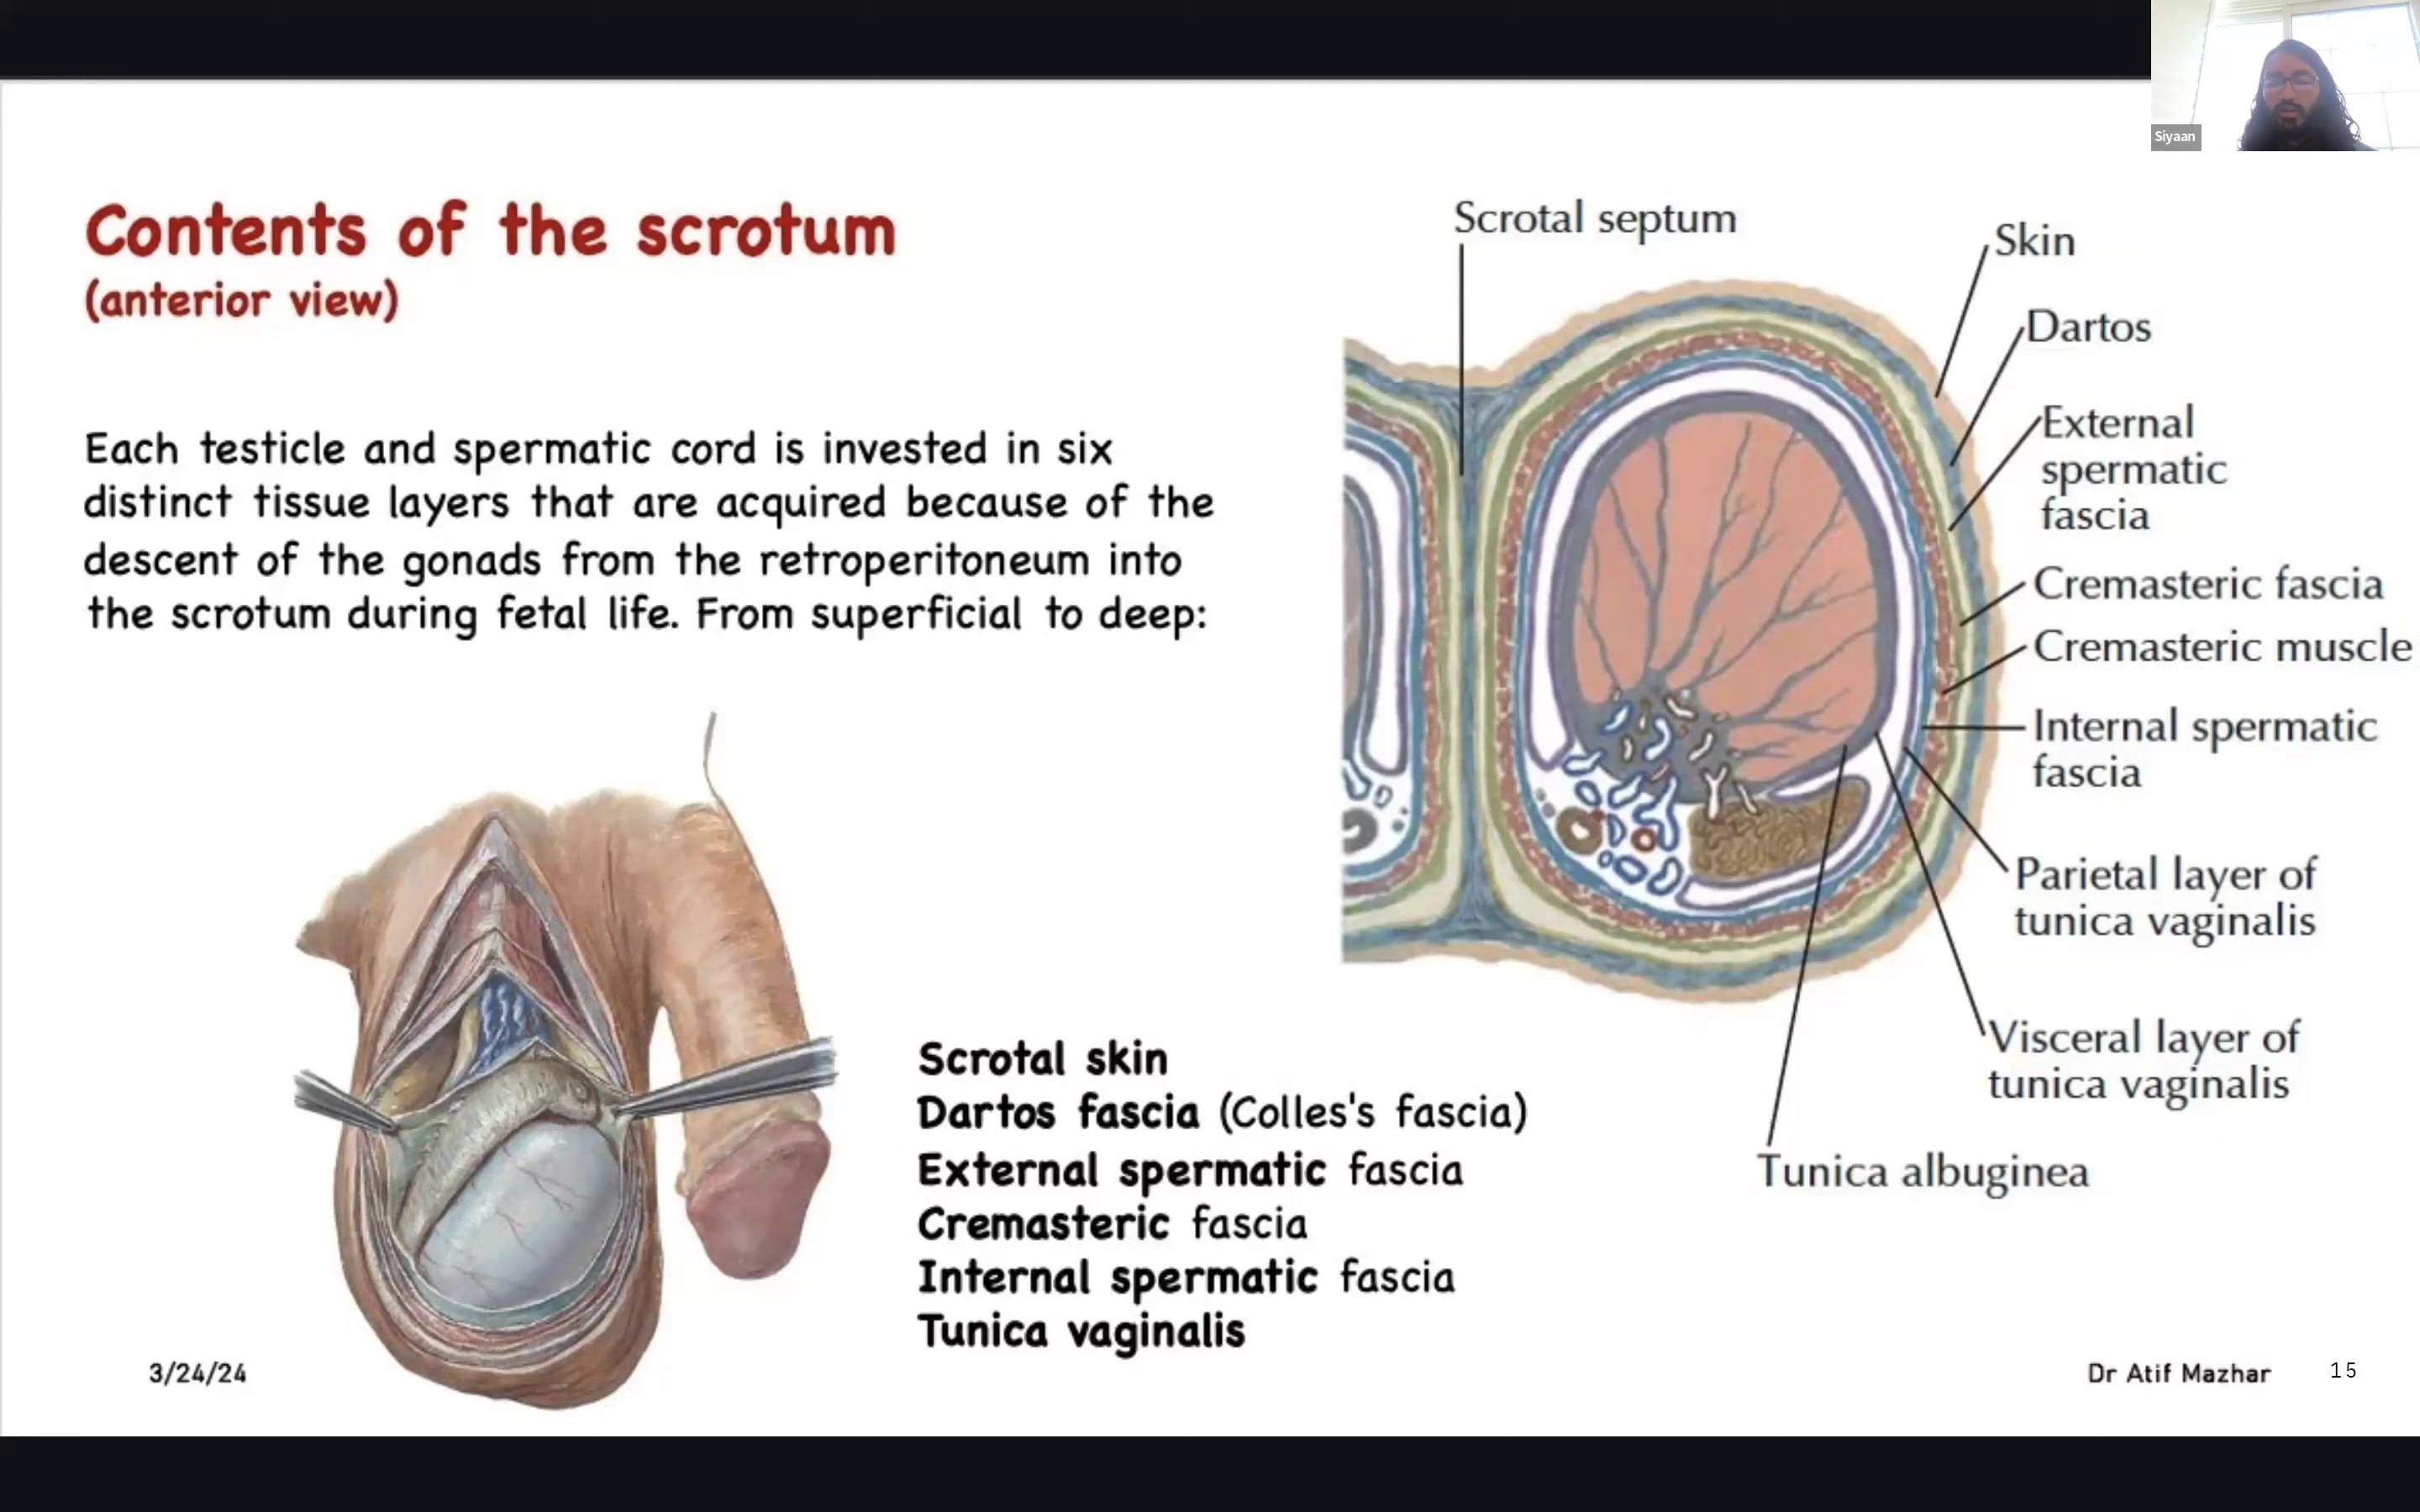 Siyaan
Contents of the scrotum
(anterior view)
Each testicle and spermatic cord is invested in six
distinct tissue layers that are acquired because of the
descent of the gonads from the retroperitoneum into
the scrotum during fetal life. From superficial to deep:
Scrotal skin
Dartos fascia (Colles's fascia)
External spermatic fascia
Cremasteric fascia
Internal spermatic fascia
Tunica vaginalis
Scrotal septum
Skin
Dartos
External
spermatic
fascia
Cremasteric fascia
Cremasteric muscle
Internal spermatic
fascia
Parietal layer of
tunica vaginalis
Visceral layer of
tunica vaginalis
Tunica albuginea
3/24/24
Dr Atif Mazhar
15